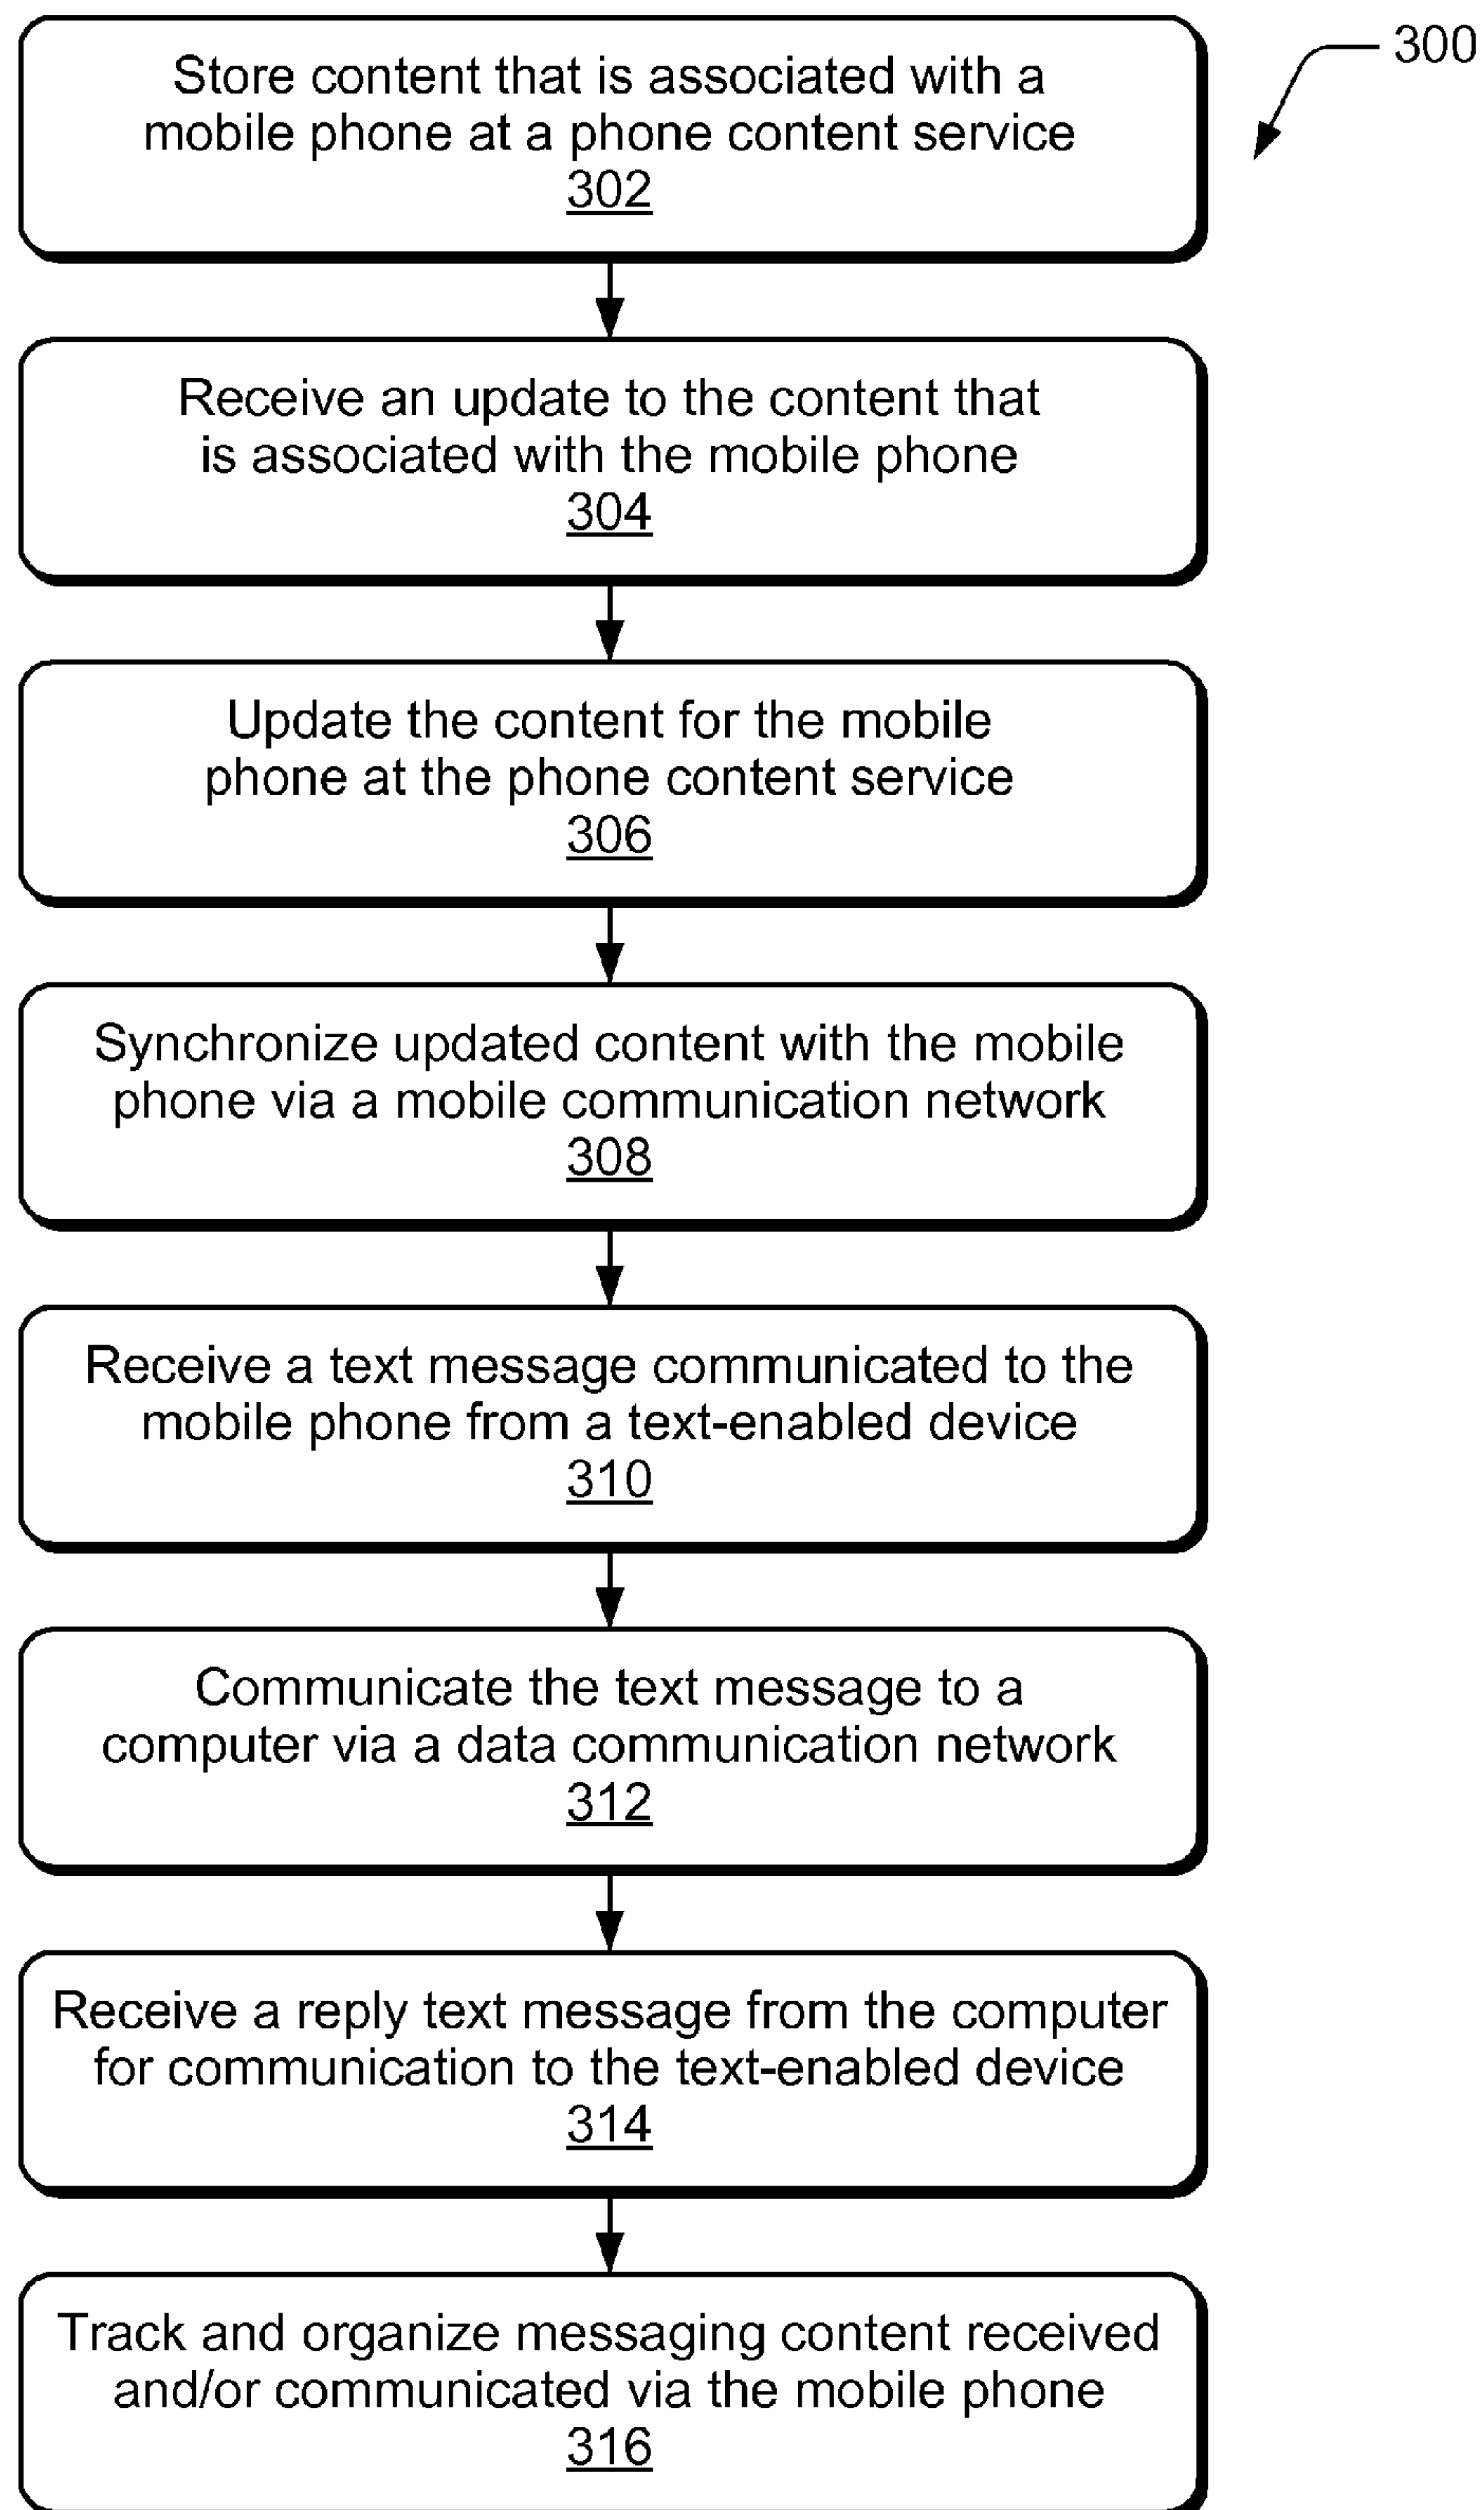 300
Store content that is associated with a
mobile phone at a phone content service
302
Receive an update to the content that
is associated with the mobile phone
304
Update the content for the mobile
phone at the phone content service
306
Synchronize updated content with the mobile
phone via a mobile communication network
308
Receive a text message communicated to the
mobile phone from a text-enabled device
310
Communicate the text message to a
computer via a data communication network
312
Receive a reply text message from the computer
for communication to the text-enabled device
314
Track and organize messaging content received
and/or communicated via the mobile phone
316